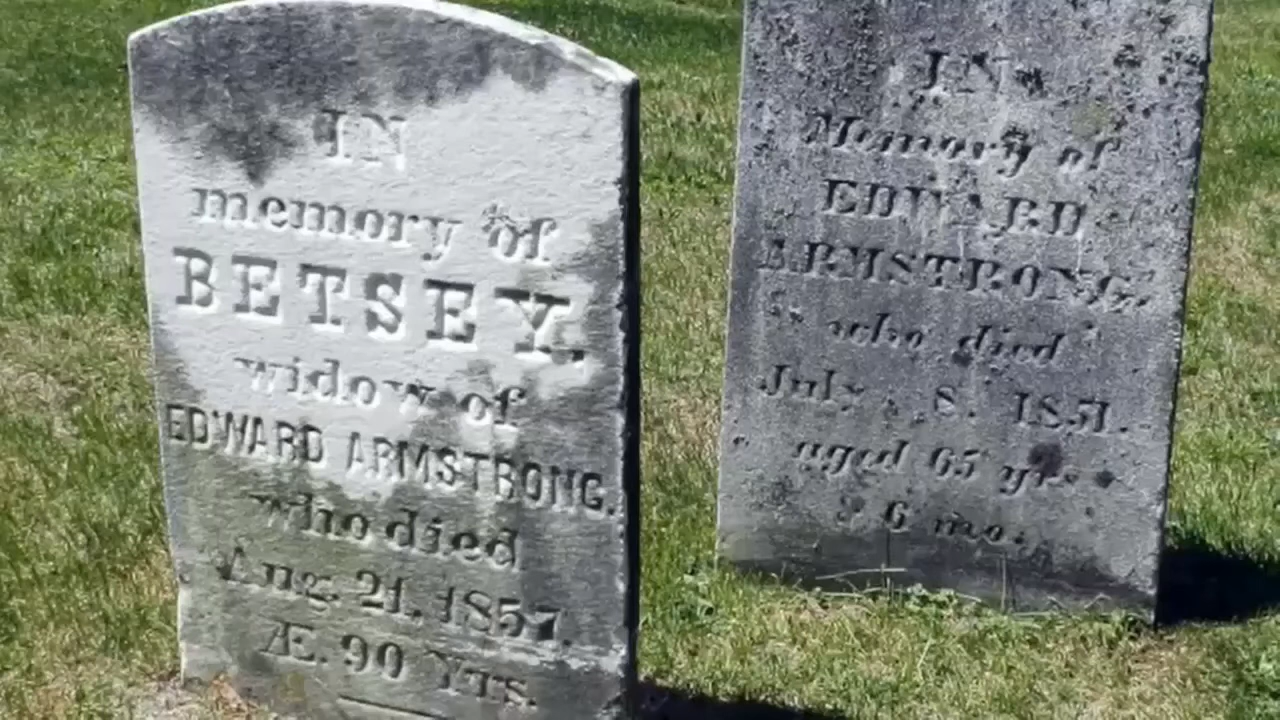 IN
memory of
BETSEY.
widow of
EDWARD ARMSTRONG.
who died
Aug. 21, 1857.
Æ. 90 Yrs.
IN
Memory of
EDWARD
ARMSTRONG.
who died
July 8. 1851.
aged 65 yrs
6 mo.